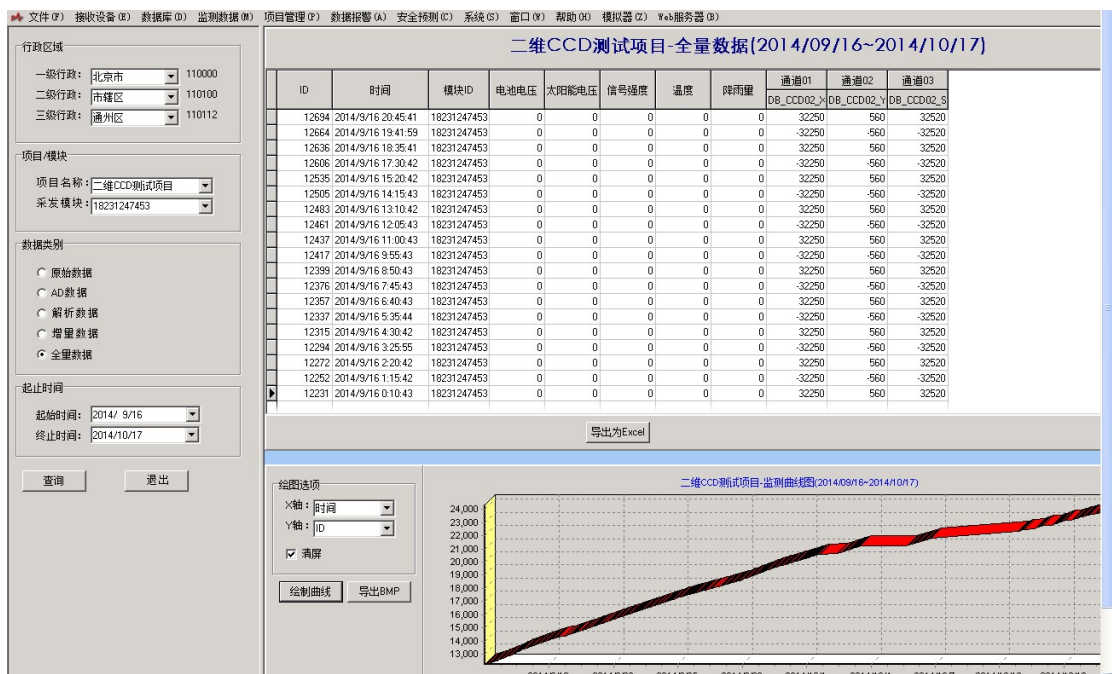 文件(F) 接收设备(E) 数据库(D) 监测数据(M) 项目管理(P) 数据报警(A) 安全预测(C) 系统(S) 窗口(W) 帮助(H) 模拟器(Z) Web服务器(B)
行政区域
一级行政: 北京市 110000
二级行政: 市辖区 110100
三级行政: 通州区 110112
项目/模块
项目名称: 二维CCD测试项目
采发模块: 18231247453
数据类别
原始数据
AD数据
解析数据
增量数据
全量数据
起止时间
起始时间: 2014/ 9/16
终止时间: 2014/10/17
查询 退出
二维CCD测试项目-全量数据(2014/09/16~2014/10/17)
ID 时间 模块ID 电池电压 太阳能电压 信号强度 温度 降雨量 通道01 通道02 通道03
DB_CCD02_X DB_CCD02_Y DB_CCD02_S
12694 2014/9/16 20:45:41 18231247453 0 0 0 0 0 32250 560 32520
12664 2014/9/16 19:41:59 18231247453 0 0 0 0 0 -32250 -560 -32520
12636 2014/9/16 18:35:41 18231247453 0 0 0 0 0 32250 560 32520
12606 2014/9/16 17:30:42 18231247453 0 0 0 0 0 -32250 -560 -32520
12535 2014/9/16 15:20:42 18231247453 0 0 0 0 0 32250 560 32520
12505 2014/9/16 14:15:43 18231247453 0 0 0 0 0 -32250 -560 -32520
12483 2014/9/16 13:10:42 18231247453 0 0 0 0 0 32250 560 32520
12461 2014/9/16 12:05:43 18231247453 0 0 0 0 0 -32250 -560 -32520
12437 2014/9/16 11:00:43 18231247453 0 0 0 0 0 32250 560 32520
12417 2014/9/16 9:55:43 18231247453 0 0 0 0 0 -32250 -560 -32520
12399 2014/9/16 8:50:43 18231247453 0 0 0 0 0 32250 560 32520
12376 2014/9/16 7:45:43 18231247453 0 0 0 0 0 -32250 -560 -32520
12357 2014/9/16 6:40:43 18231247453 0 0 0 0 0 32250 560 32520
12337 2014/9/16 5:35:44 18231247453 0 0 0 0 0 -32250 -560 -32520
12315 2014/9/16 4:30:42 18231247453 0 0 0 0 0 32250 560 32520
12294 2014/9/16 3:25:55 18231247453 0 0 0 0 0 -32250 -560 -32520
12272 2014/9/16 2:20:42 18231247453 0 0 0 0 0 32250 560 32520
12252 2014/9/16 1:15:42 18231247453 0 0 0 0 0 -32250 -560 -32520
12231 2014/9/16 0:10:43 18231247453 0 0 0 0 0 32250 560 32520
导出为Excel
绘图选项
X轴: 时间
Y轴: ID
清屏
绘制曲线 导出BMP
二维CCD测试项目-监测曲线图(2014/09/16~2014/10/17)
24,000
23,000
22,000
21,000
20,000
19,000
18,000
17,000
16,000
15,000
14,000
13,000